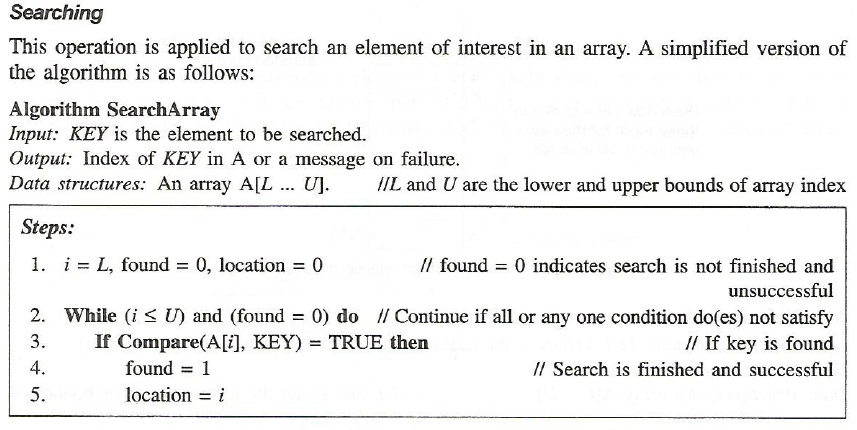 Searching
This operation is applied to search an element of interest in an array. A simplified version of
the algorithm is as follows:
Algorithm SearchArray
Input: KEY is the element to be searched.
Output: Index of KEY in A or a message on failure.
Data structures: An array A[L ... U]. //L and U are the lower and upper bounds of array index
Steps:
1. i = L, found = 0, location = 0 // found = 0 indicates search is not finished and
unsuccessful
2. While (i ≤ U) and (found = 0) do // Continue if all or any one condition do(es) not satisfy
3. If Compare(A[i], KEY) = TRUE then // If key is found
4. found = 1 // Search is finished and successful
5. location = i